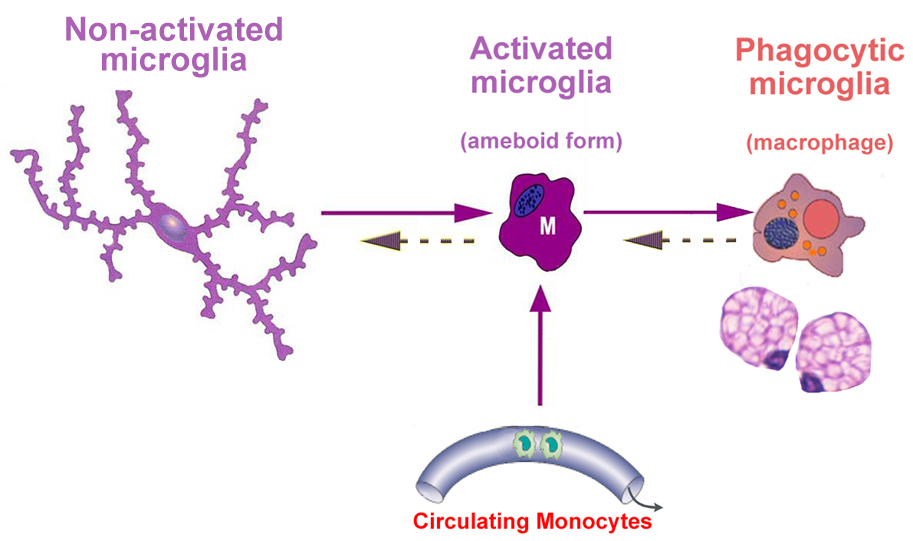 Non-activated
microglia
Activated
microglia
(ameboid form)
Phagocytic
microglia
(macrophage)
M
Circulating Monocytes